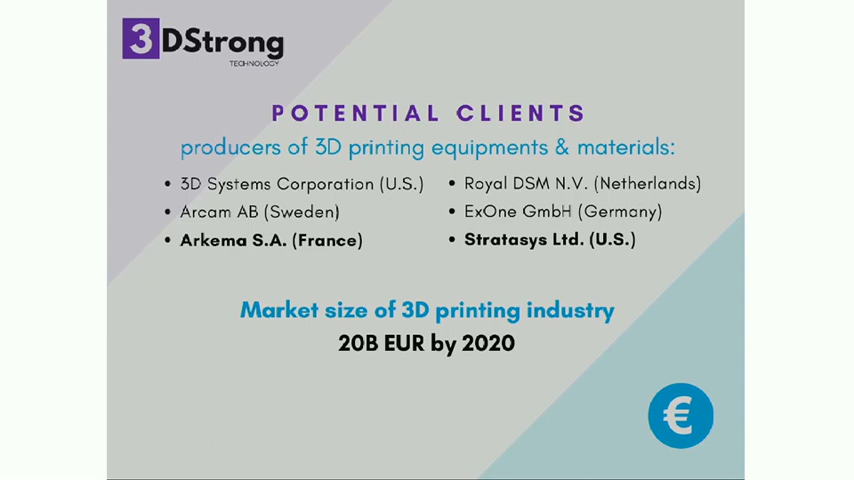 3DStrong
TECHNOLOGY
POTENTIAL CLIENTS
producers of 3D printing equipments & materials:
• 3D Systems Corporation (U.S.)
• Arcam AB (Sweden)
• Arkema S.A. (France)
• Royal DSM N.V. (Netherlands)
• ExOne GmbH (Germany)
• Stratasys Ltd. (U.S.)
Market size of 3D printing industry
20B EUR by 2020
€